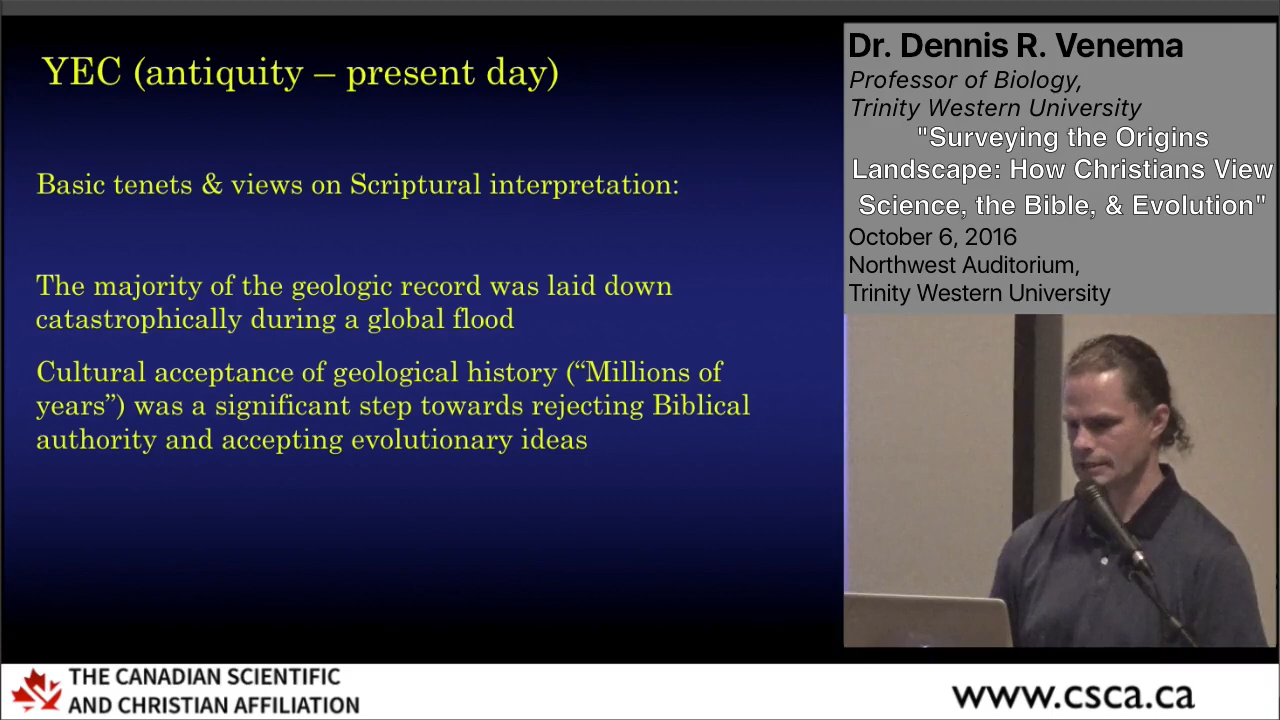 YEC (antiquity – present day)
Basic tenets & views on Scriptural interpretation:
The majority of the geologic record was laid down
catastrophically during a global flood
Cultural acceptance of geological history (“Millions of
years”) was a significant step towards rejecting Biblical
authority and accepting evolutionary ideas
Dr. Dennis R. Venema
Professor of Biology,
Trinity Western University
"Surveying the Origins
Landscape: How Christians View
Science, the Bible, & Evolution"
October 6, 2016
Northwest Auditorium,
Trinity Western University
THE CANADIAN SCIENTIFIC
AND CHRISTIAN AFFILIATION
www.csca.ca